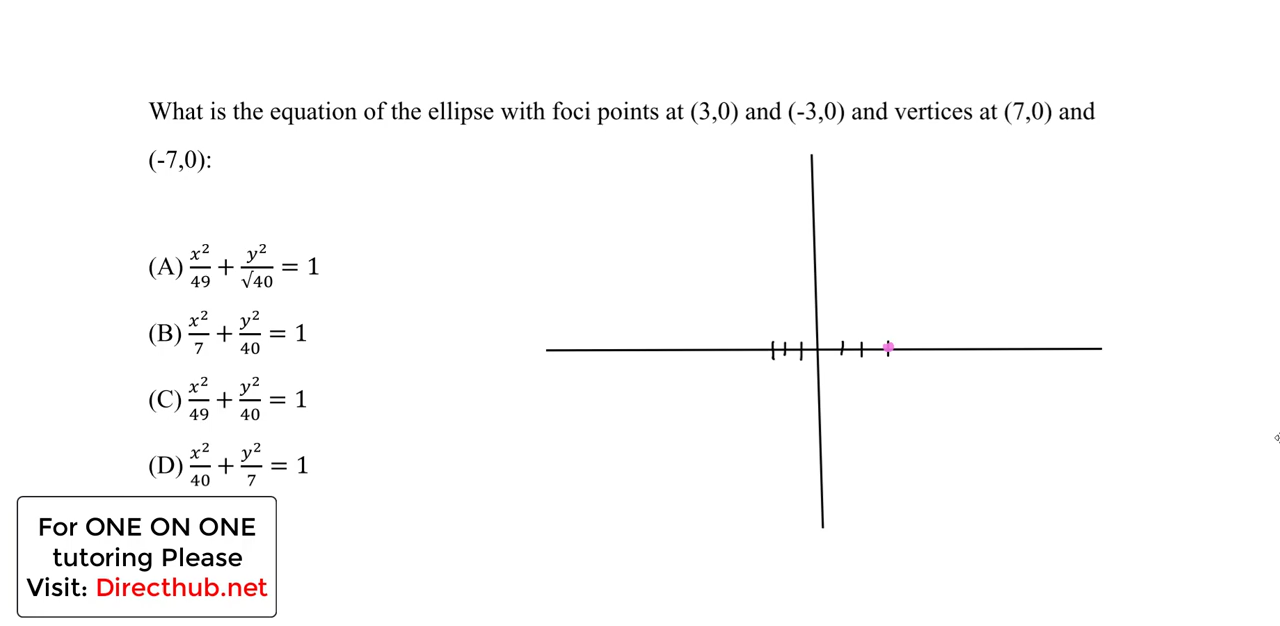 What is the equation of the ellipse with foci points at (3,0) and (-3,0) and vertices at (7,0) and
(-7,0):
(A) x²/49 + y²/√40 = 1
(B) x²/7 + y²/40 = 1
(C) x²/49 + y²/40 = 1
(D) x²/40 + y²/7 = 1
For ONE ON ONE
tutoring Please
Visit: Directhub.net